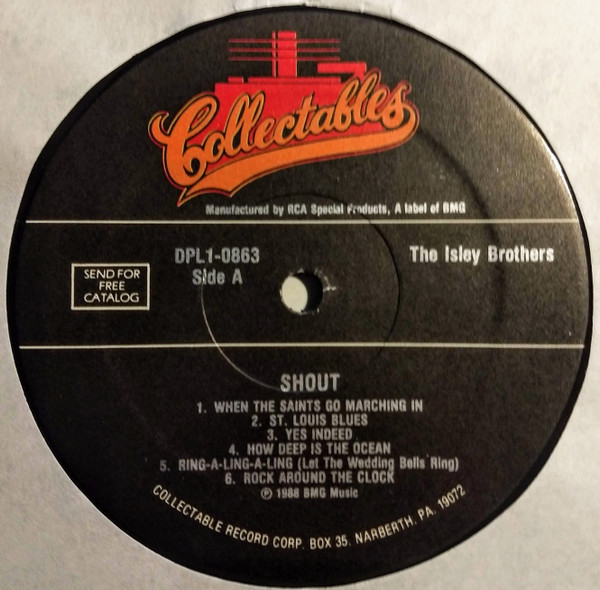 Collectables
Manufactured by RCA Special Products, A label of BMG
DPL1-0863
Side A
The Isley Brothers
SEND FOR
FREE
CATALOG
SHOUT
1. WHEN THE SAINTS GO MARCHING IN
2. ST. LOUIS BLUES
3. YES INDEED
4. HOW DEEP IS THE OCEAN
5. RING-A-LING-A-LING (Let The Wedding Bells Ring)
6. ROCK AROUND THE CLOCK
℗ 1988 BMG Music
COLLECTABLE RECORD CORP. BOX 35, NARBERTH, PA. 19072